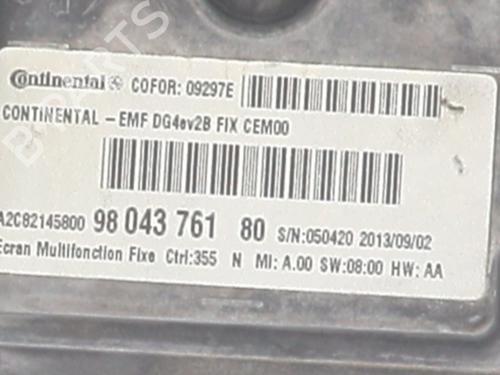 Continental COFOR: 09297E
CONTINENTAL - EMF DG4ev2B FIX CEM00
A2C82145800 98 043 761 80 S/N:050420 2013/09/02
Ecran Multifonction Fixe Ctrl:355 N MI: A.00 SW:08:00 HW: AA
B-PARTS